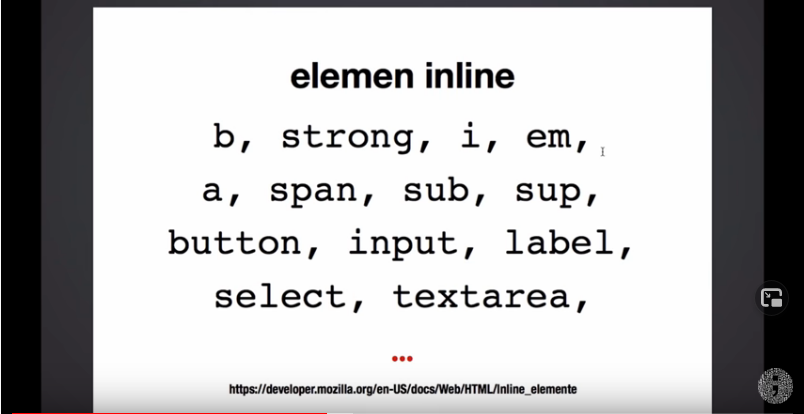 elemen inline
b, strong, i, em,
a, span, sub, sup,
button, input, label,
select, textarea,
...
https://developer.mozilla.org/en-US/docs/Web/HTML/Inline_elemente